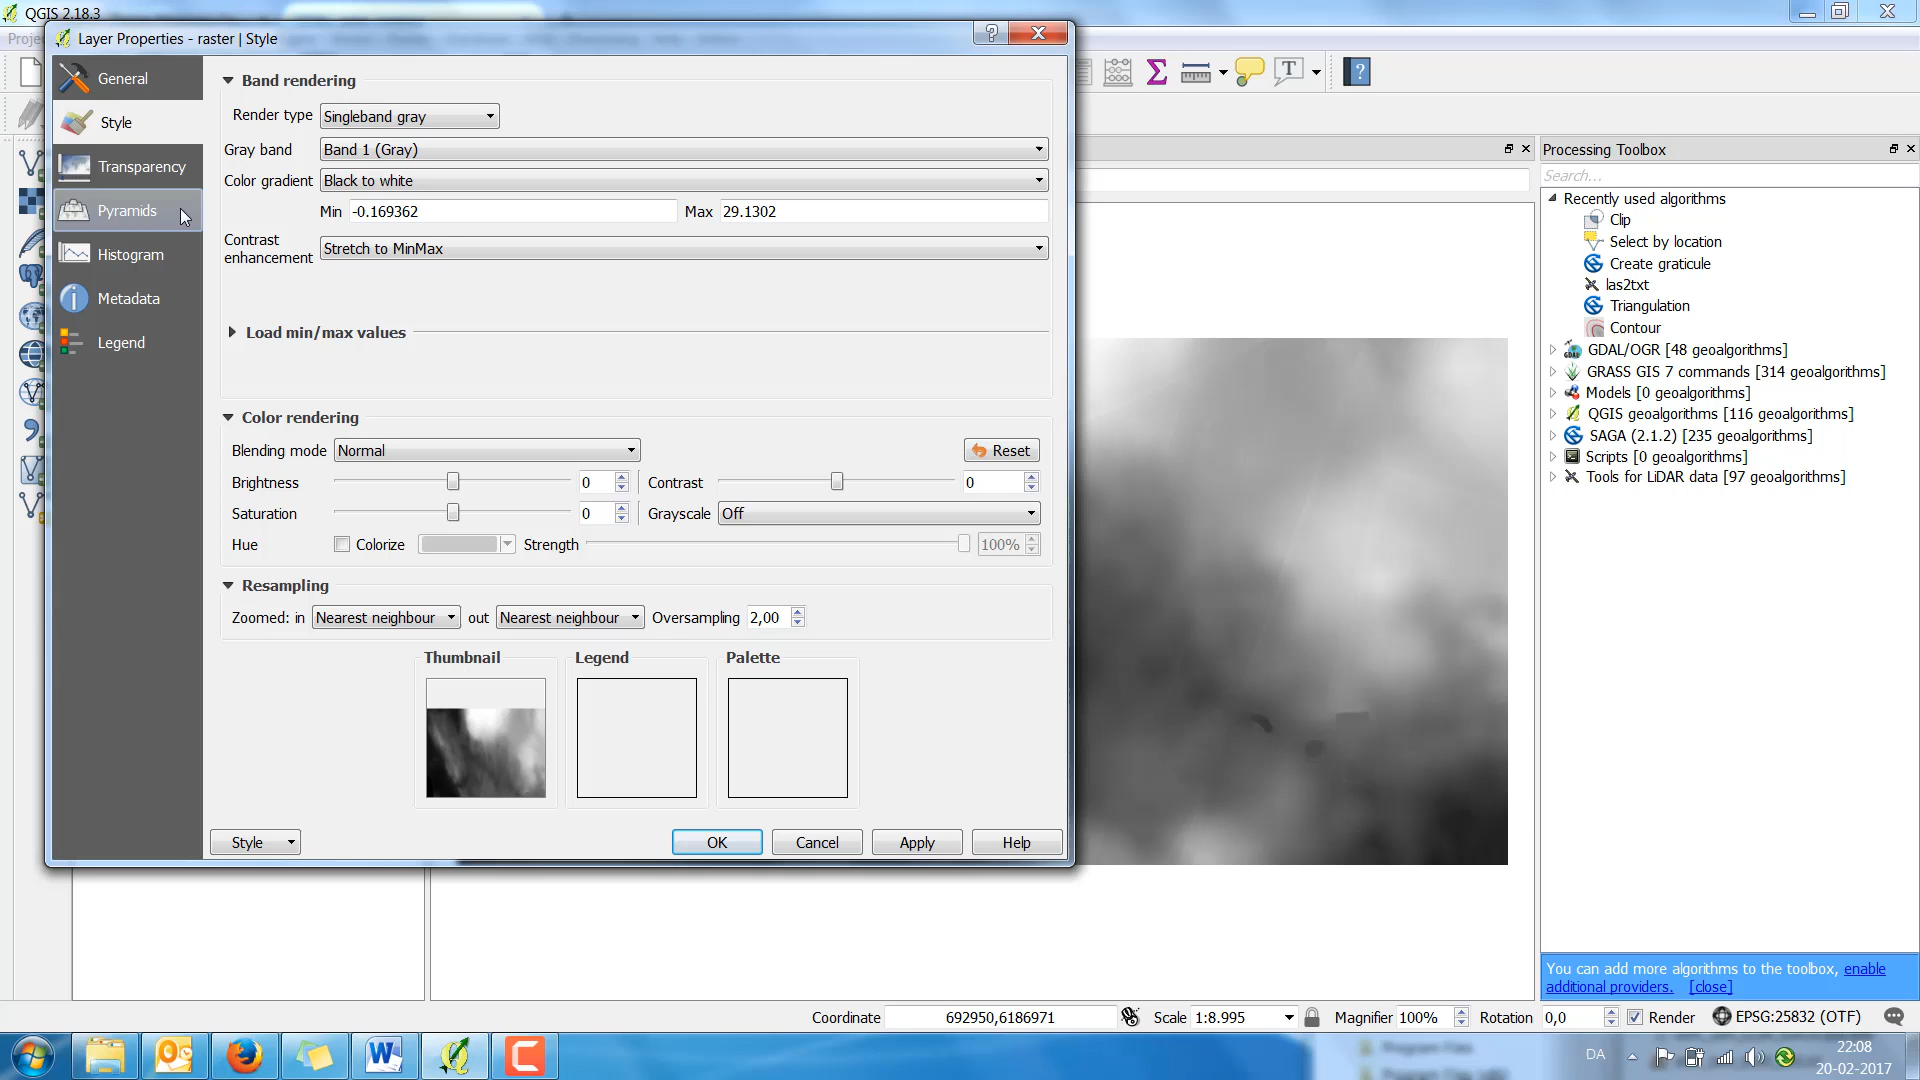 QGIS 2.18.3
Layer Properties - raster | Style
General
Style
Transparency
Pyramids
Histogram
Metadata
Legend
Band rendering
Render type Singleband gray
Gray band Band 1 (Gray)
Color gradient Black to white
Min -0.169362 Max 29.1302
Contrast
enhancement Stretch to MinMax
Load min/max values
Color rendering
Blending mode Normal Reset
Brightness 0 Contrast 0
Saturation 0 Grayscale Off
Hue Colorize Strength 100%
Resampling
Zoomed: in Nearest neighbour out Nearest neighbour Oversampling 2,00
Thumbnail Legend Palette
Style OK Cancel Apply Help
Processing Toolbox
Search...
Recently used algorithms
Clip
Select by location
Create graticule
las2txt
Triangulation
Contour
GDAL/OGR [48 geoalgorithms]
GRASS GIS 7 commands [314 geoalgorithms]
Models [0 geoalgorithms]
QGIS geoalgorithms [116 geoalgorithms]
SAGA (2.1.2) [235 geoalgorithms]
Scripts [0 geoalgorithms]
Tools for LiDAR data [97 geoalgorithms]
You can add more algorithms to the toolbox, enable
additional providers. [close]
Coordinate 692950,6186971 Scale 1:8.995 Magnifier 100% Rotation 0,0 Render EPSG:25832 (OTF)
DA
22:08
20-02-2017